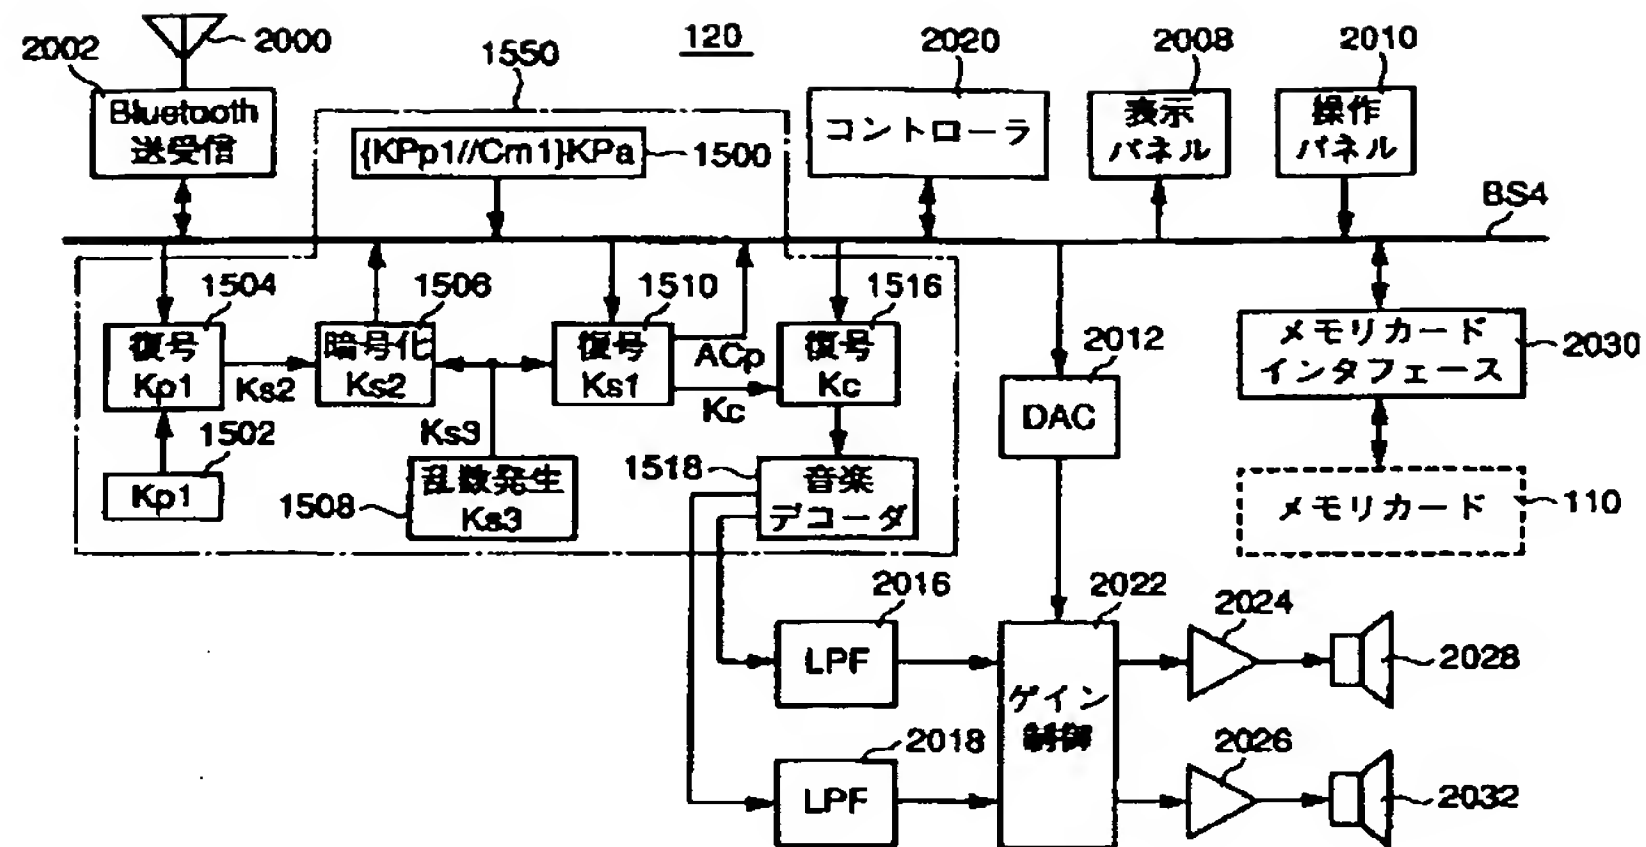 120
2002
2000
1550
2020
2008
2010
Bluetooth
送受信
{KPp1//Cm1}KPa
1500
コントローラ
表示
パネル
操作
パネル
BS4
1504
1506
1510
1516
復号
Kp1
Ks2
暗号化
Ks2
復号
Ks1
ACp
Kc
復号
Kc
2012
DAC
メモリカード
インタフェース
2030
1502
Kp1
Ks3
1508
乱数発生
Ks3
1518
音楽
デコーダ
メモリカード
110
2016
LPF
2022
ゲイン
制御
2024
2028
2018
LPF
2026
2032